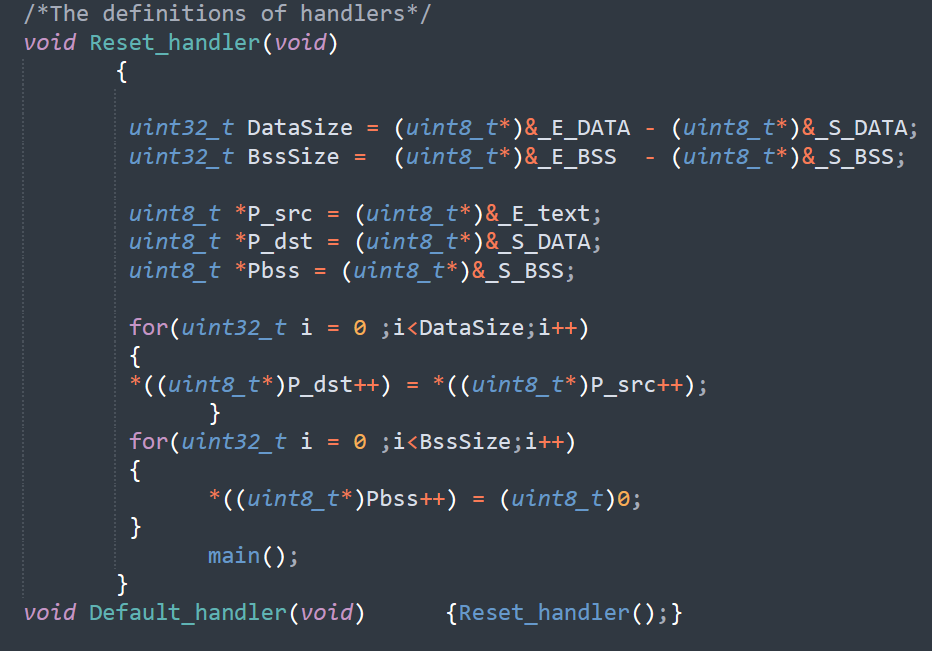 /*The definitions of handlers*/
void Reset_handler(void)
{
uint32_t DataSize = (uint8_t*)&_E_DATA - (uint8_t*)&_S_DATA;
uint32_t BssSize =  (uint8_t*)&_E_BSS  - (uint8_t*)&_S_BSS;
uint8_t *P_src = (uint8_t*)&_E_text;
uint8_t *P_dst = (uint8_t*)&_S_DATA;
uint8_t *Pbss = (uint8_t*)&_S_BSS;
for(uint32_t i = 0 ;i<DataSize;i++)
{
*((uint8_t*)P_dst++) = *((uint8_t*)P_src++);
}
for(uint32_t i = 0 ;i<BssSize;i++)
{
*((uint8_t*)Pbss++) = (uint8_t)0;
}
main();
}
void Default_handler(void)      {Reset_handler();}